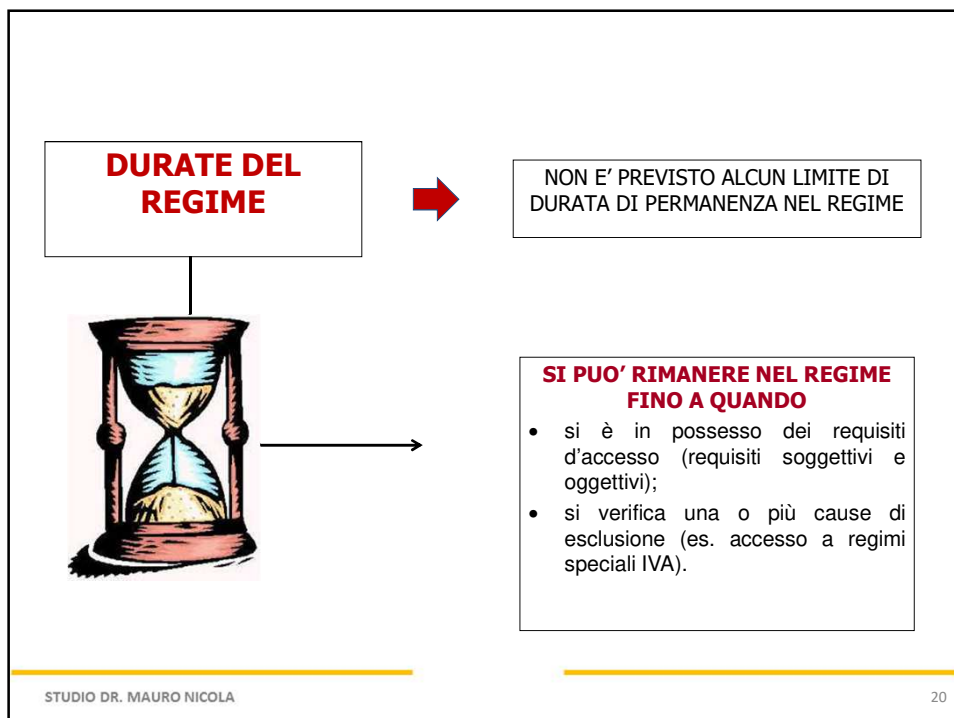 DURATE DEL
REGIME
NON E’ PREVISTO ALCUN LIMITE DI
DURATA DI PERMANENZA NEL REGIME
SI PUO’ RIMANERE NEL REGIME
FINO A QUANDO
• si è in possesso dei requisiti
d’accesso (requisiti soggettivi e
oggettivi);
• si verifica una o più cause di
esclusione (es. accesso a regimi
speciali IVA).
STUDIO DR. MAURO NICOLA
20